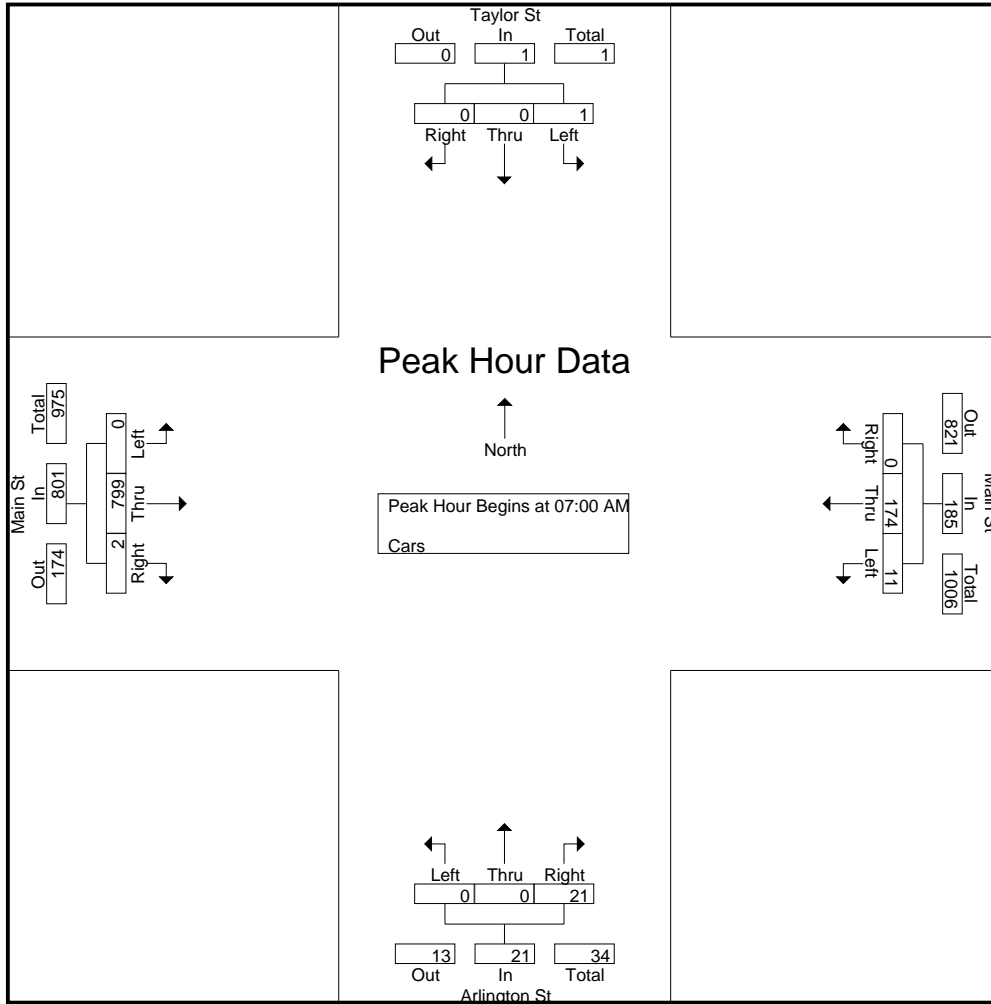 Taylor St
Out In Total
0 1 1
0 0 1
Right Thru Left
Peak Hour Data
North
Peak Hour Begins at 07:00 AM
Cars
Main St
Total In Out
975 801 174
0 799 2
Left Thru Right
Right Thru Left
0 174 11
Out In Total
821 185 1006
Main St
Left Thru Right
0 0 21
13 21 34
Out In Total
Arlington St